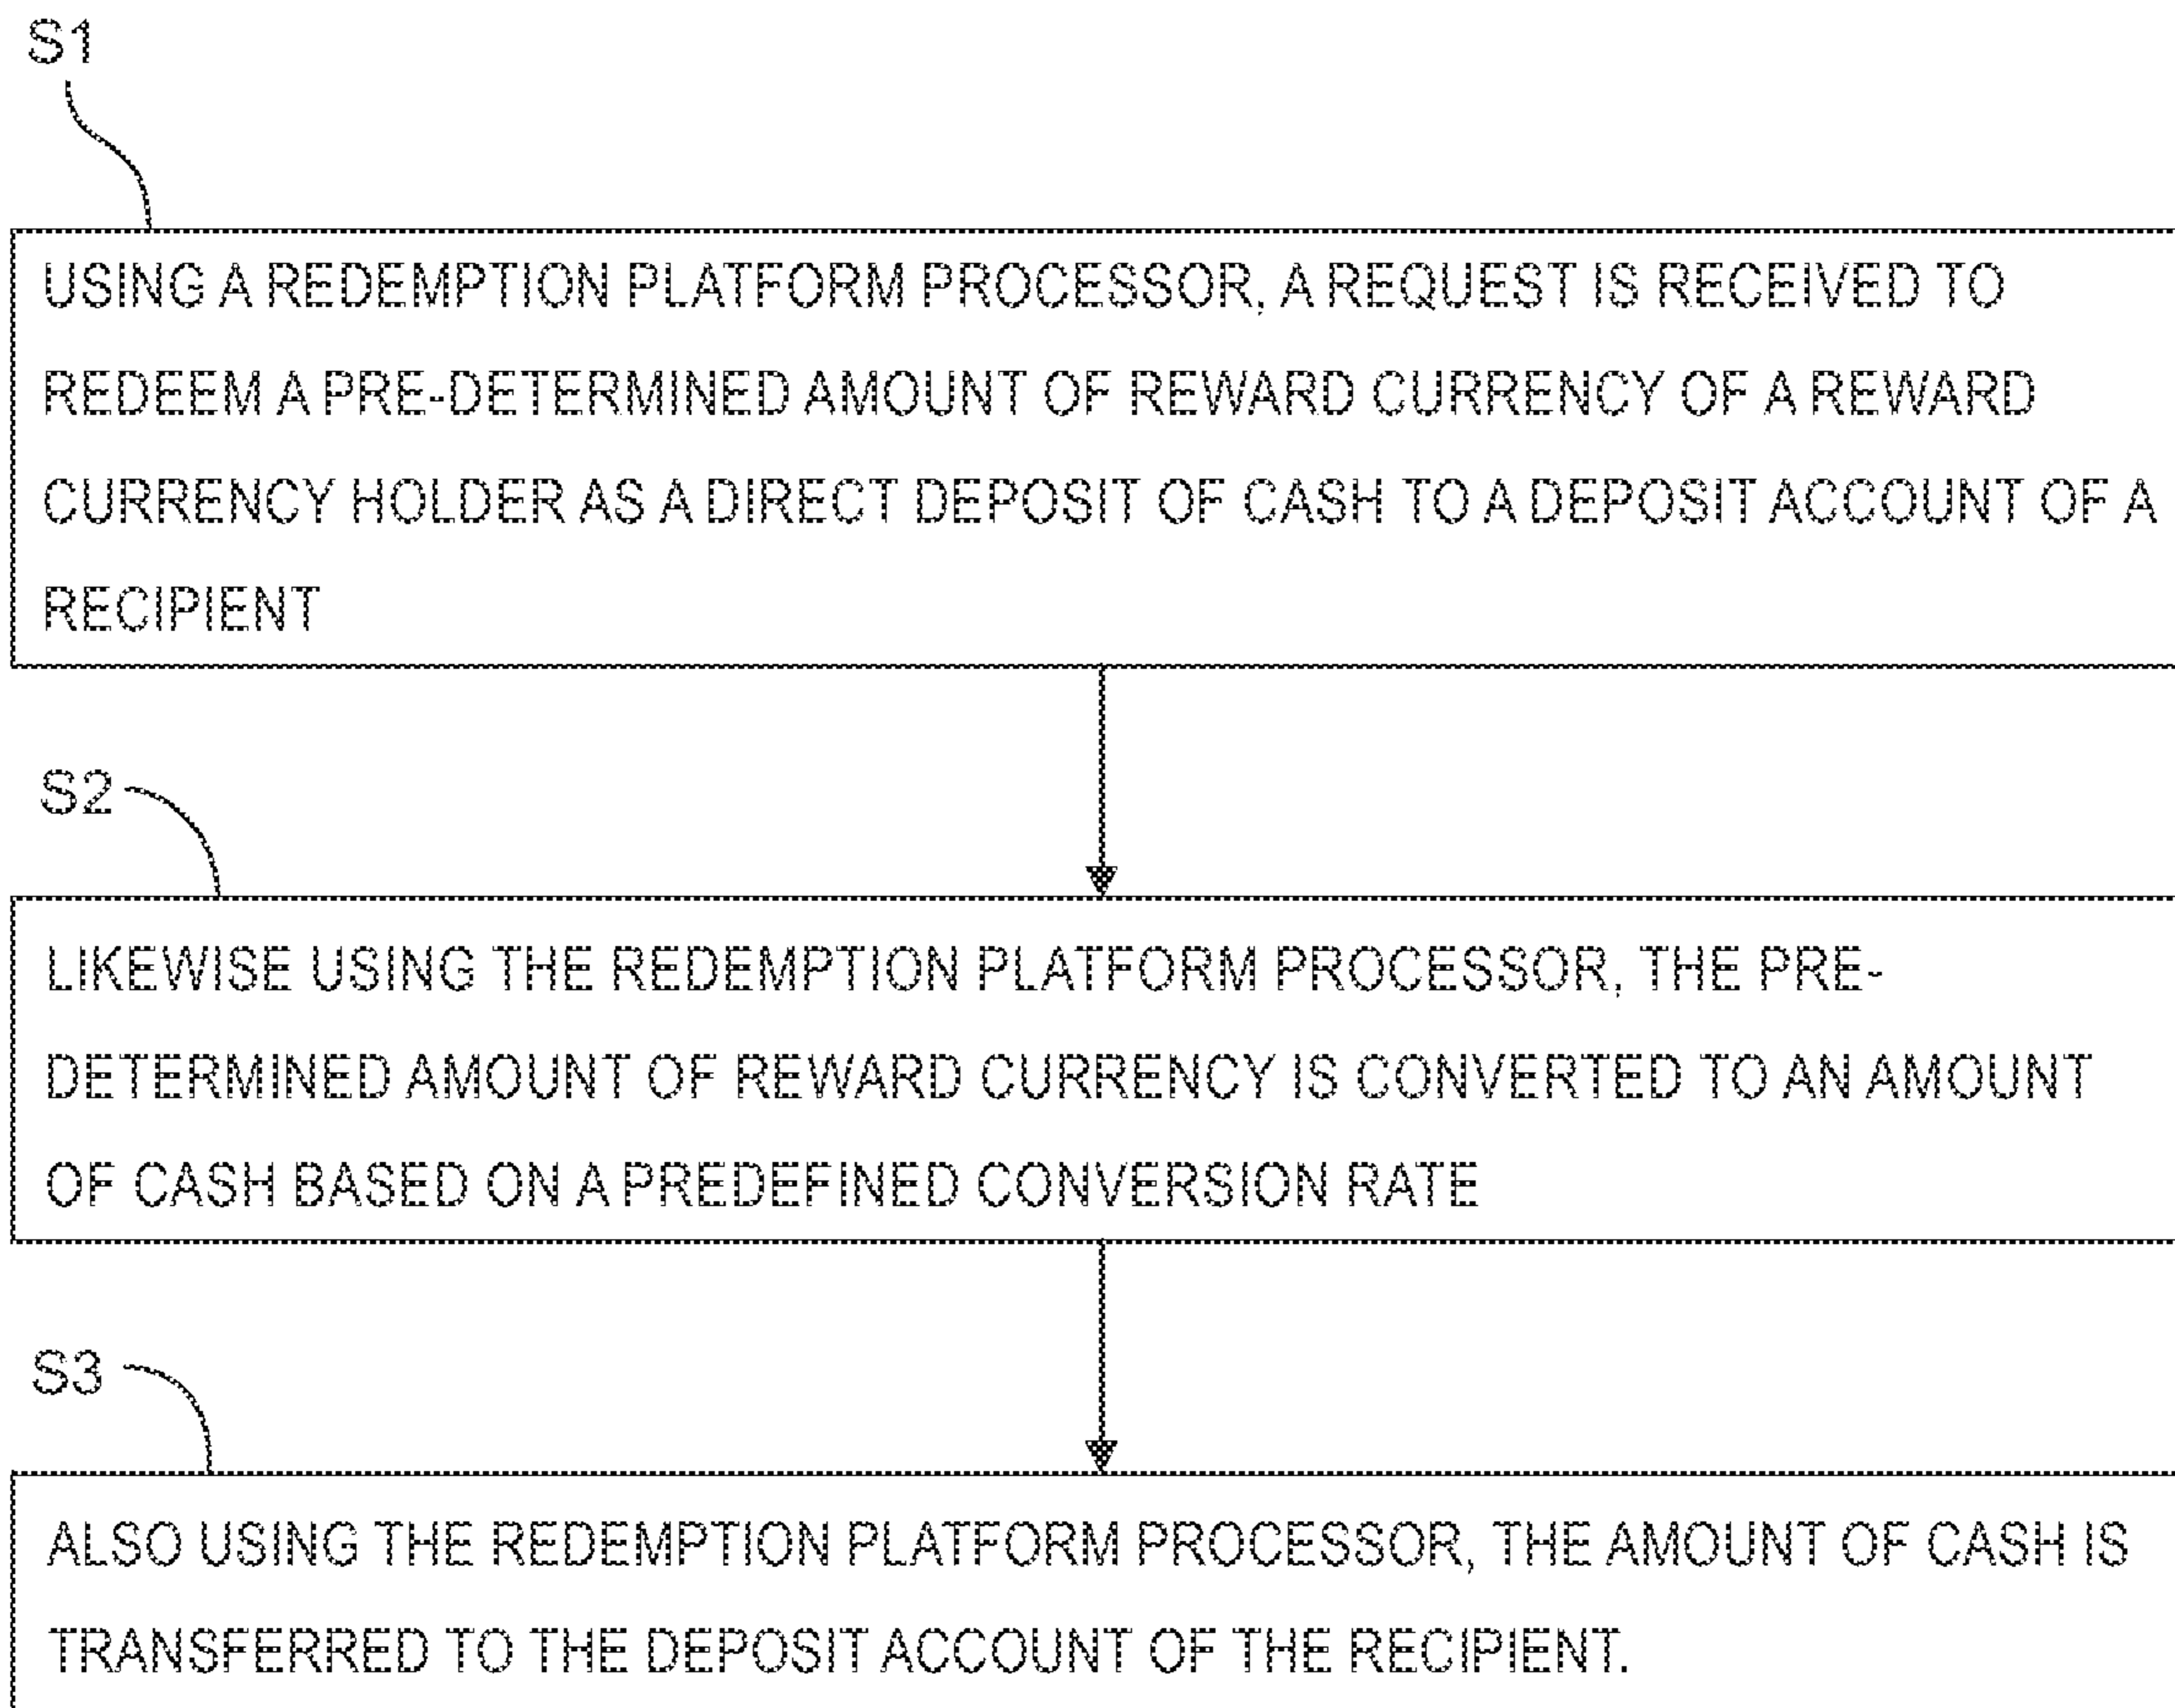 S1
USING A REDEMPTION PLATFORM PROCESSOR, A REQUEST IS RECEIVED TO
REDEEM A PRE-DETERMINED AMOUNT OF REWARD CURRENCY OF A REWARD
CURRENCY HOLDER AS A DIRECT DEPOSIT OF CASH TO A DEPOSIT ACCOUNT OF A
RECIPIENT
S2
LIKEWISE USING THE REDEMPTION PLATFORM PROCESSOR, THE PRE-
DETERMINED AMOUNT OF REWARD CURRENCY IS CONVERTED TO AN AMOUNT
OF CASH BASED ON A PREDEFINED CONVERSION RATE
S3
ALSO USING THE REDEMPTION PLATFORM PROCESSOR, THE AMOUNT OF CASH IS
TRANSFERRED TO THE DEPOSIT ACCOUNT OF THE RECIPIENT.